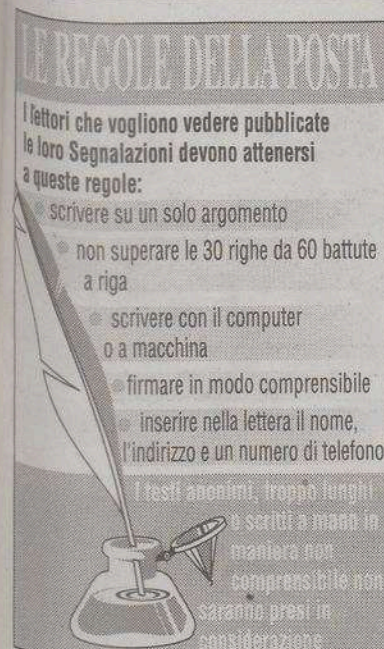 LE REGOLE DELLA POSTA
I lettori che vogliono vedere pubblicate
le loro Segnalazioni devono attenersi
a queste regole:
scrivere su un solo argomento
non superare le 30 righe da 60 battute
a riga
scrivere con il computer
o a macchina
firmare in modo comprensibile
inserire nella lettera il nome,
l'indirizzo e un numero di telefono
I testi anonimi, troppo lunghi
o scritti a mano in
maniera non
comprensibile non
saranno presi in
considerazione